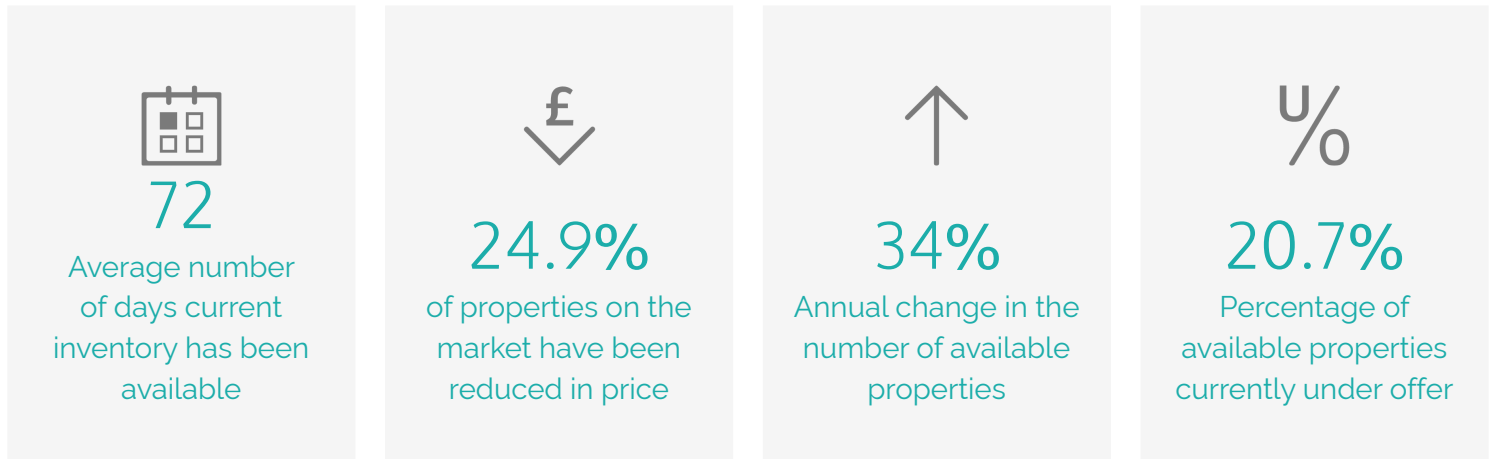 72
Average number
of days current
inventory has been
available
£
24.9%
of properties on the
market have been
reduced in price
34%
Annual change in the
number of available
properties
U/O
20.7%
Percentage of
available properties
currently under offer